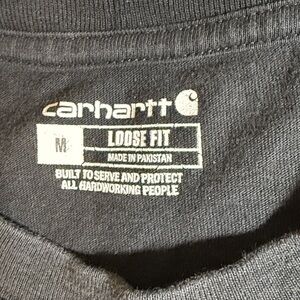 carhartt
M LOOSE FIT
MADE IN PAKISTAN
BUILT TO SERVE AND PROTECT
ALL HARDWORKING PEOPLE